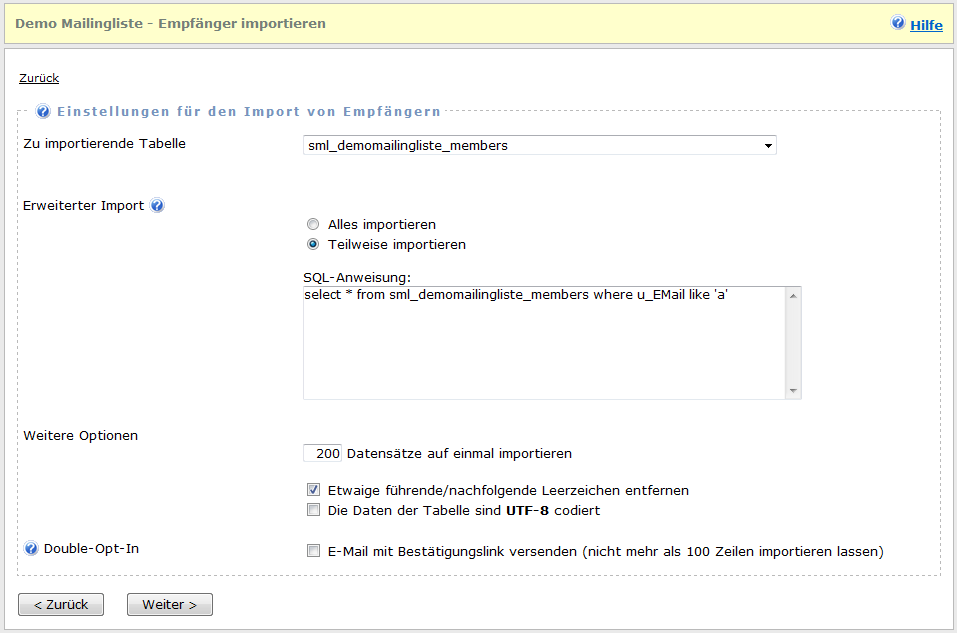 Demo Mailingliste - Empfänger importieren
Hilfe
Zurück
Einstellungen für den Import von Empfängern
Zu importierende Tabelle
sml_demomailingliste_members
Erweiterter Import
Alles importieren
Teilweise importieren
SQL-Anweisung:
select * from sml_demomailingliste_members where u_EMail like 'a'
Weitere Optionen
200 Datensätze auf einmal importieren
Etwaige führende/nachfolgende Leerzeichen entfernen
Die Daten der Tabelle sind UTF-8 codiert
Double-Opt-In
E-Mail mit Bestätigungslink versenden (nicht mehr als 100 Zeilen importieren lassen)
< Zurück
Weiter >